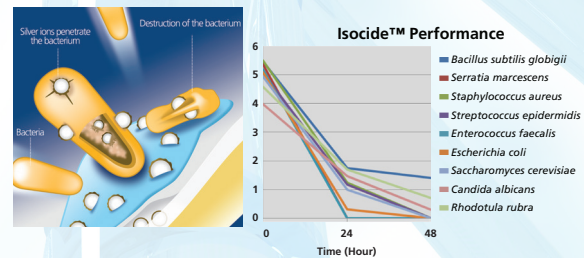 Silver ions penetrate
the bacterium
Destruction of the bacterium
Bacteria
Isocide™ Performance
6
5
4
3
2
1
0
0
24
48
Time (Hour)
Bacillus subtilis globigii
Serratia marcescens
Staphylococcus aureus
Streptococcus epidermidis
Enterococcus faecalis
Escherichia coli
Saccharomyces cerevisiae
Candida albicans
Rhodotula rubra